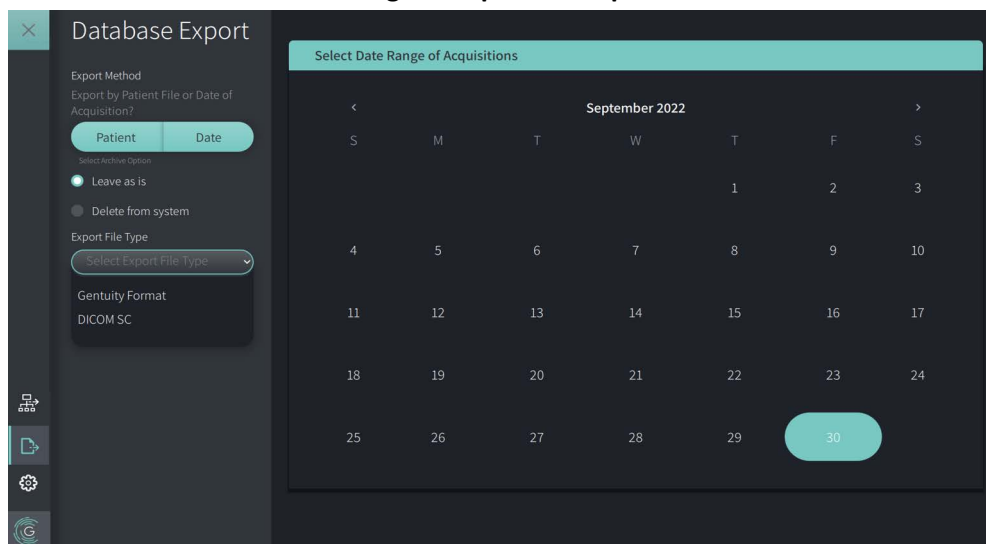 Database Export
Export Method
Export by Patient File or Date of
Acquisition?
Patient Date
Select Archive Option
Leave as is
Delete from system
Export File Type
Select Export File Type
Gentuity Format
DICOM SC
Select Date Range of Acquisitions
< September 2022 >
S M T W T F S
1 2 3
4 5 6 7 8 9 10
11 12 13 14 15 16 17
18 19 20 21 22 23 24
25 26 27 28 29 30
G